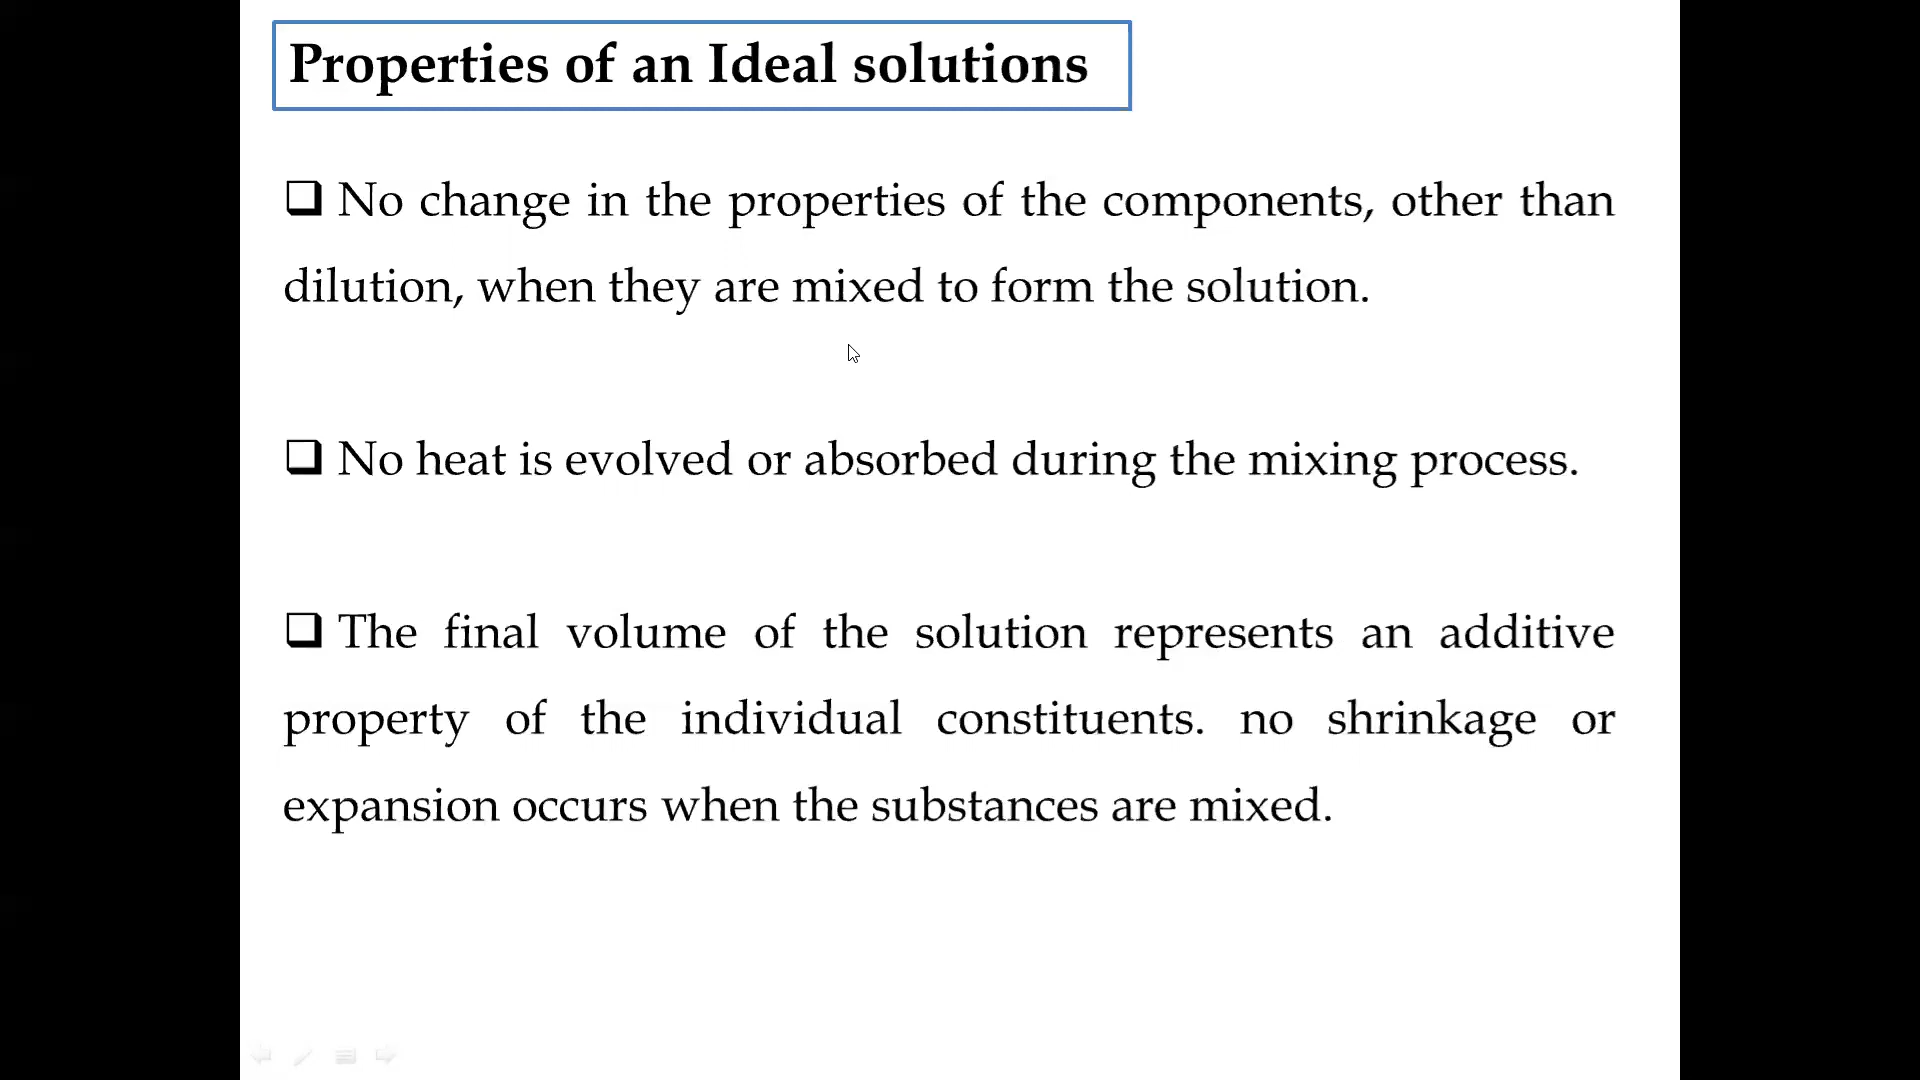 Properties of an Ideal solutions
❑ No change in the properties of the components, other than
dilution, when they are mixed to form the solution.
❑ No heat is evolved or absorbed during the mixing process.
❑ The final volume of the solution represents an additive
property of the individual constituents. no shrinkage or
expansion occurs when the substances are mixed.